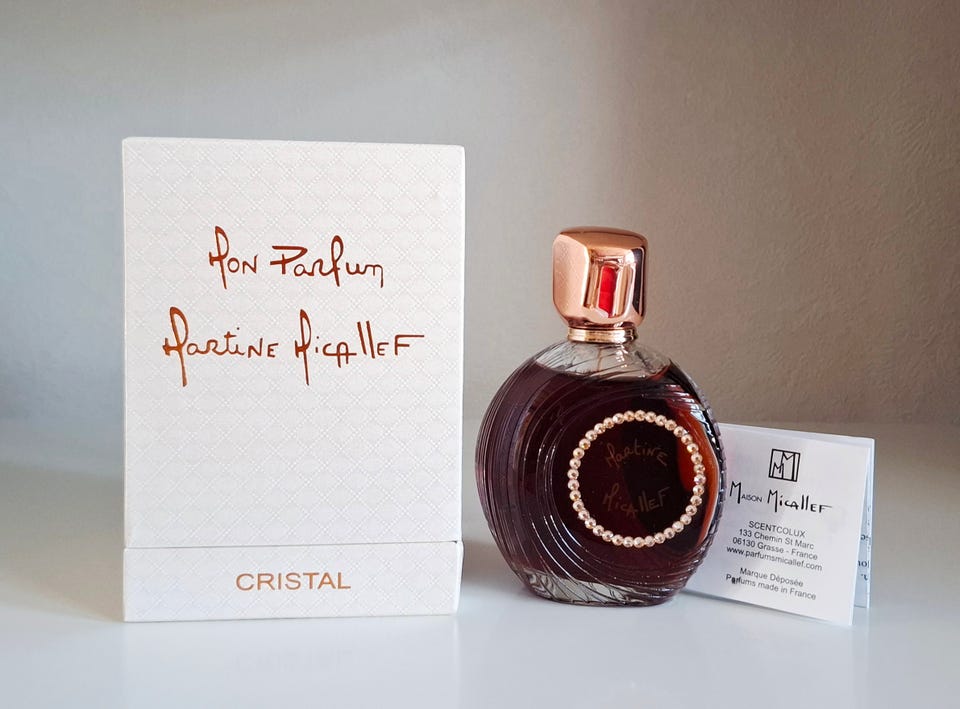 Mon Parfum
Martine Micallef
CRISTAL
Martine
Micallef
MM
Maison Micallef
SCENTCOLUX
133 Chemin St Marc
06130 Grasse - France
www.parfumsmicallef.com
Marque Déposée
Parfums made in France